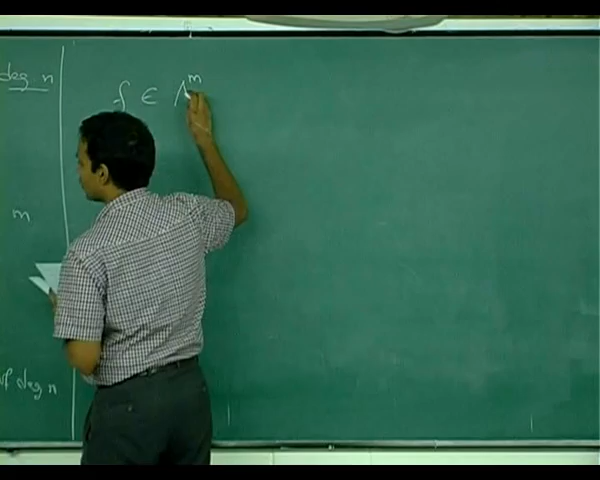 deg n
m
of deg n
f ∈ Λ^m